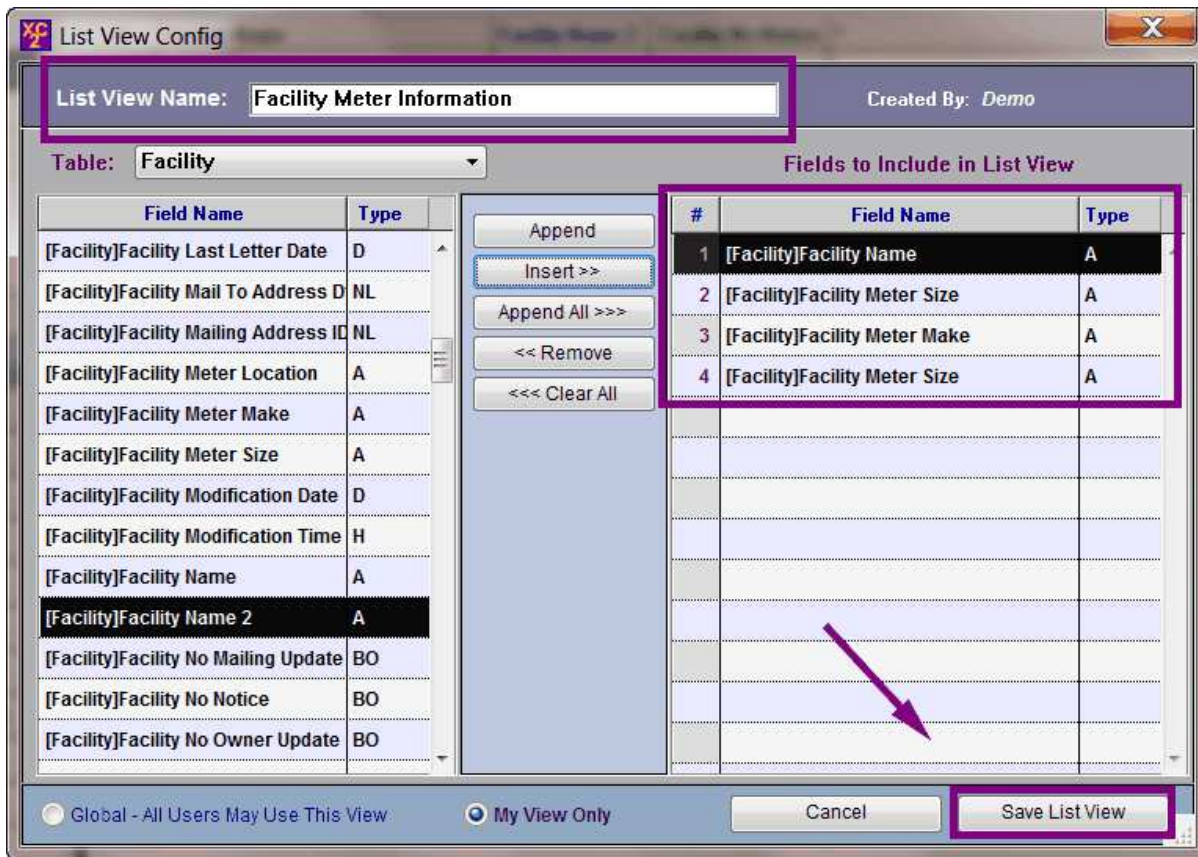 XC2 List View Config
X
List View Name: Facility Meter Information Created By: Demo
Table: Facility Fields to Include in List View
Field Name Type
[Facility]Facility Last Letter Date D
[Facility]Facility Mail To Address D NL
[Facility]Facility Mailing Address ID NL
[Facility]Facility Meter Location A
[Facility]Facility Meter Make A
[Facility]Facility Meter Size A
[Facility]Facility Modification Date D
[Facility]Facility Modification Time H
[Facility]Facility Name A
[Facility]Facility Name 2 A
[Facility]Facility No Mailing Update BO
[Facility]Facility No Notice BO
[Facility]Facility No Owner Update BO
Append
Insert >>
Append All >>>
<< Remove
<<< Clear All
# Field Name Type
1 [Facility]Facility Name A
2 [Facility]Facility Meter Size A
3 [Facility]Facility Meter Make A
4 [Facility]Facility Meter Size A
Global - All Users May Use This View My View Only Cancel Save List View